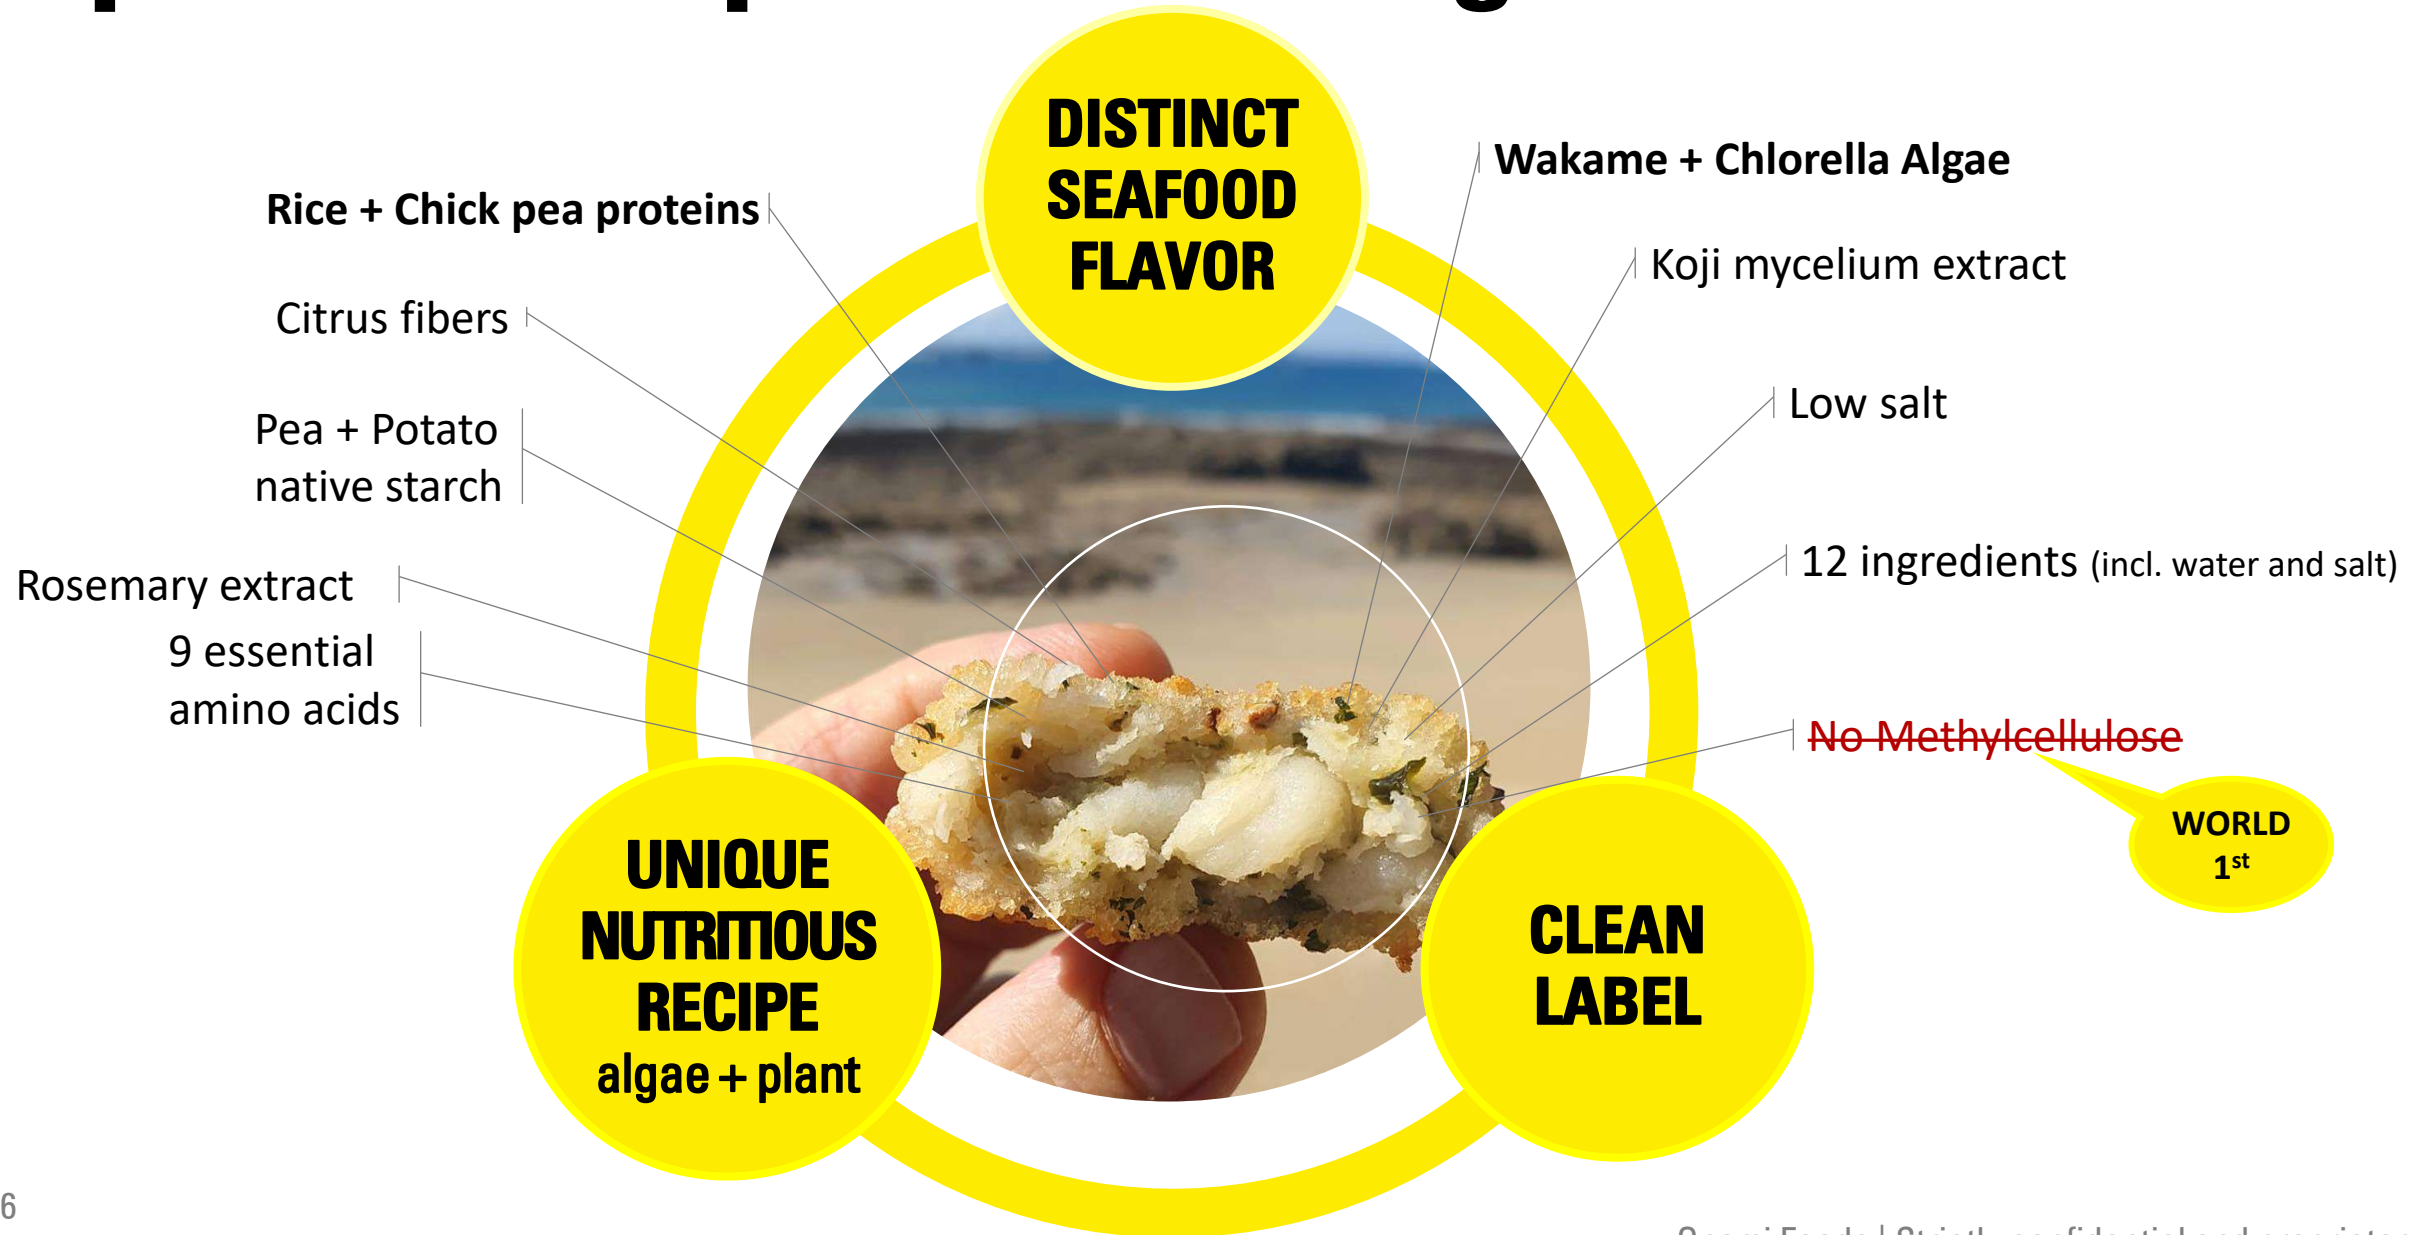 DISTINCT
SEAFOOD
FLAVOR
Rice + Chick pea proteins
Citrus fibers
Pea + Potato
native starch
Rosemary extract
9 essential
amino acids
Wakame + Chlorella Algae
Koji mycelium extract
Low salt
12 ingredients (incl. water and salt)
No Methylcellulose
WORLD
1st
UNIQUE
NUTRITIOUS
RECIPE
algae + plant
CLEAN
LABEL
6